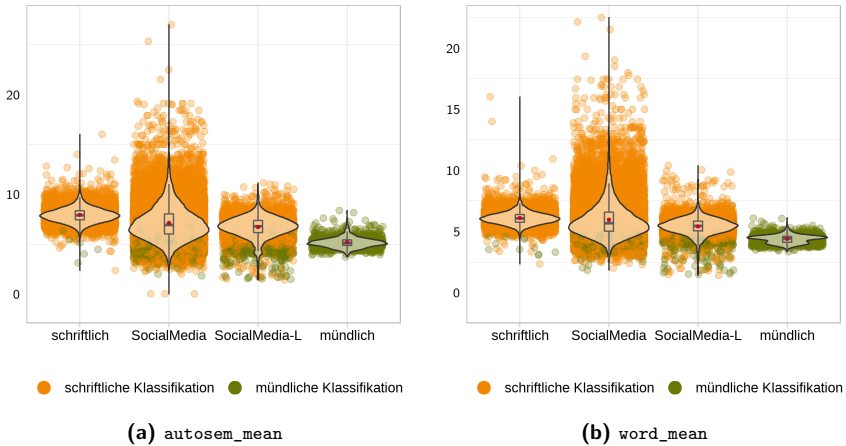 20
10
0
schriftlich SocialMedia SocialMedia-L mündlich
schriftliche Klassifikation mündliche Klassifikation
(a) autosem_mean
20
15
10
5
0
schriftlich SocialMedia SocialMedia-L mündlich
schriftliche Klassifikation mündliche Klassifikation
(b) word_mean